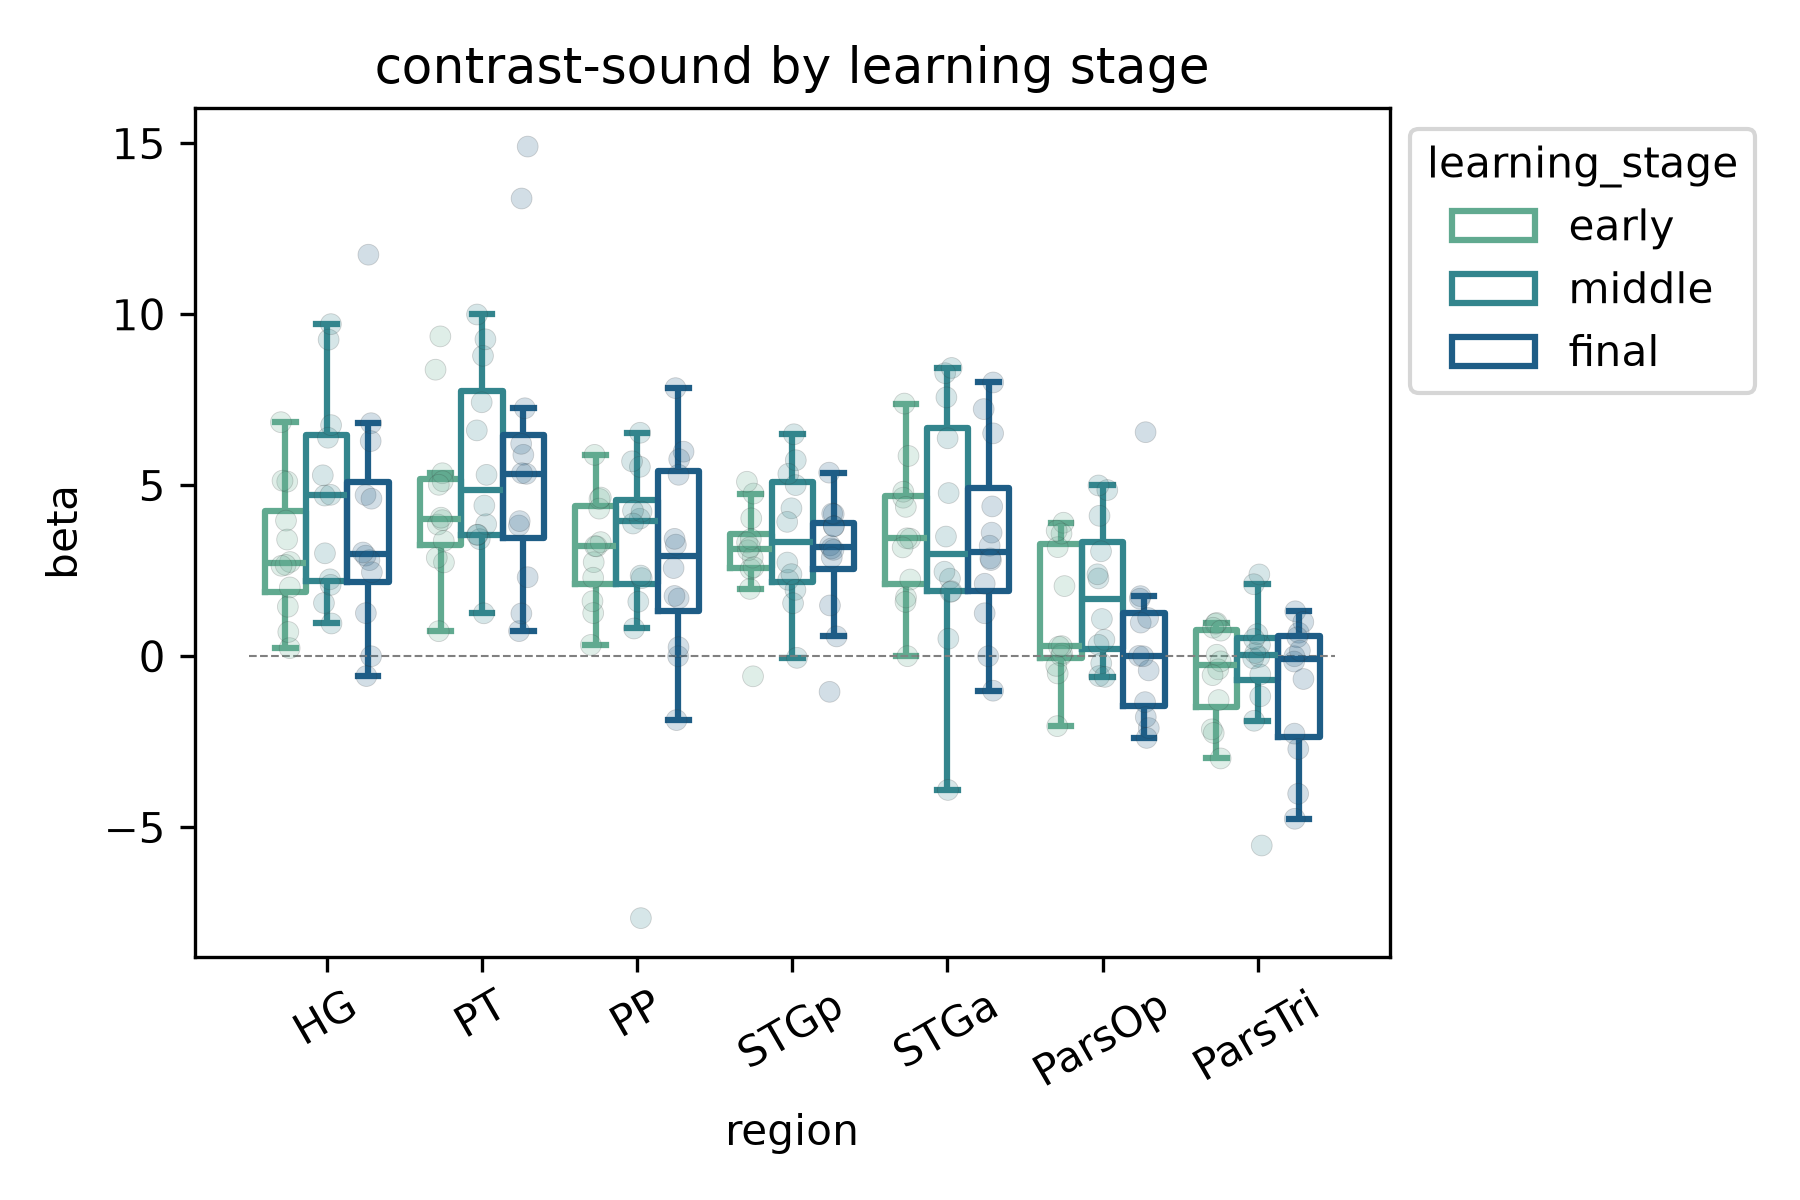 contrast-sound by learning stage
15
10
5
0
−5
beta
HG
PT
PP
STGp
STGa
ParsOp
ParsTri
region
learning_stage
early
middle
final